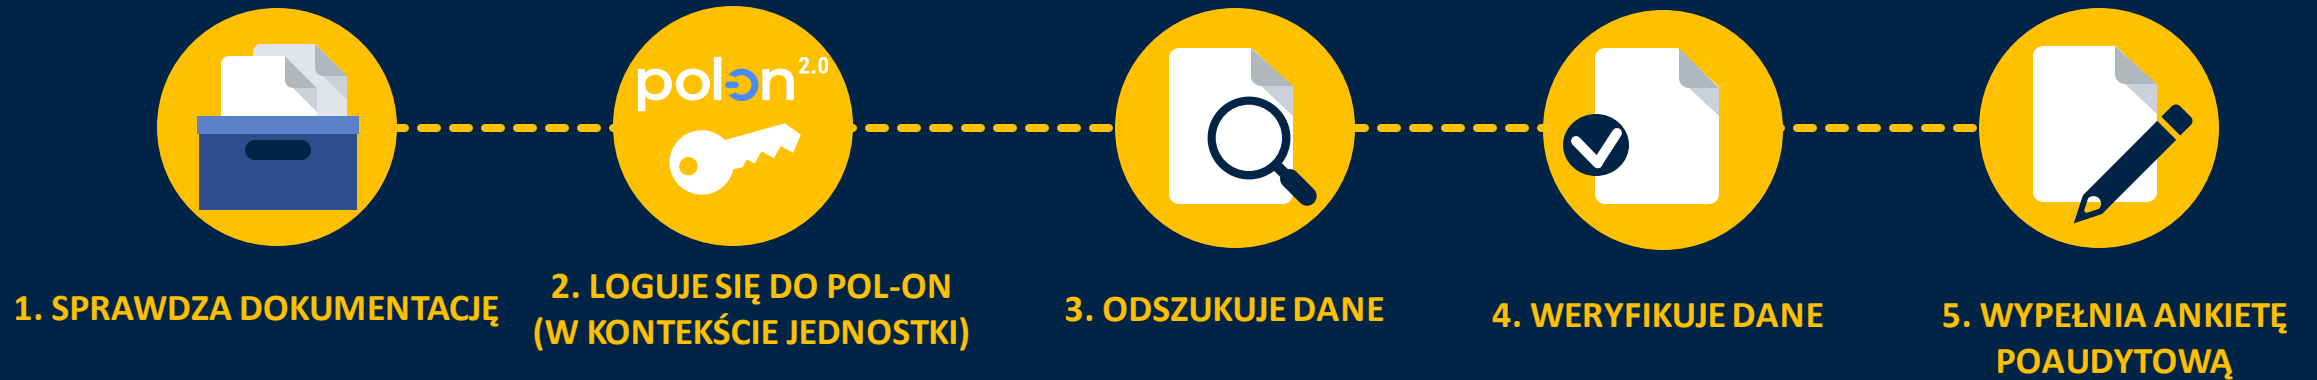 polon 2.0
1. SPRAWDZA DOKUMENTACJĘ
2. LOGUJE SIĘ DO POL-ON
(W KONTEKŚCIE JEDNOSTKI)
3. ODSZUKUJE DANE
4. WERYFIKUJE DANE
5. WYPEŁNIA ANKIETĘ
POAUDYTOWĄ